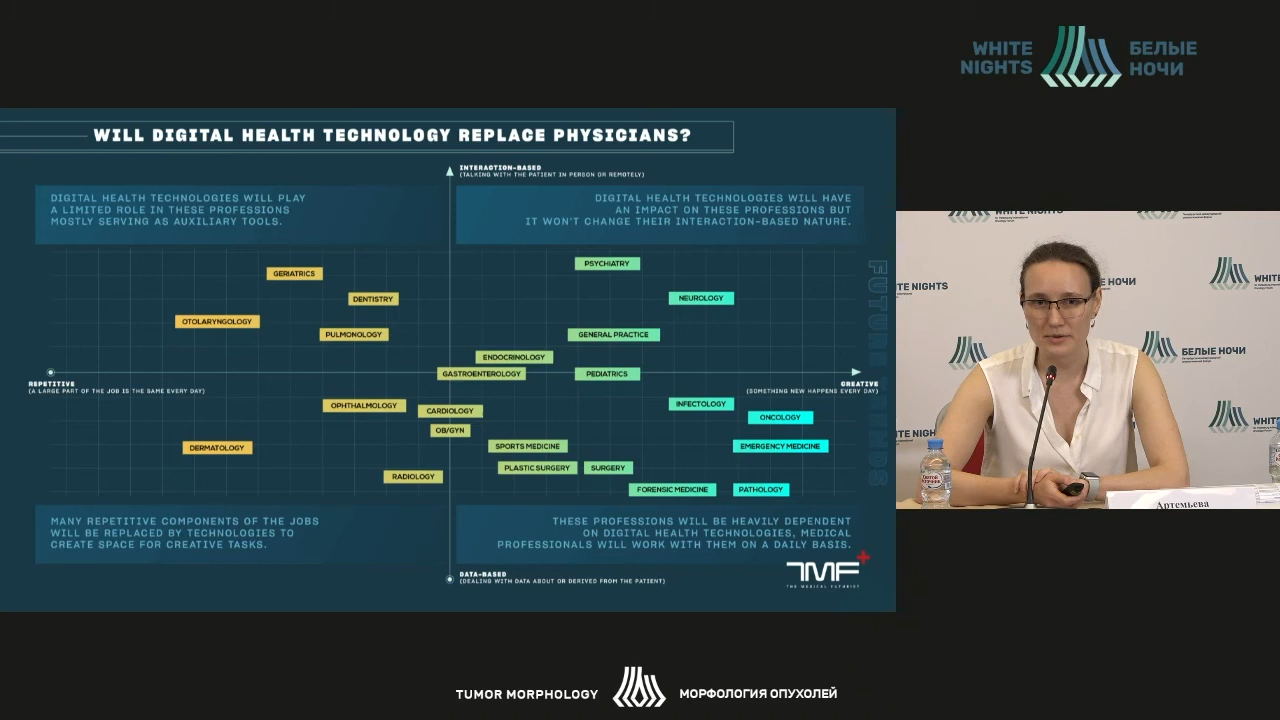 WHITE
NIGHTS
БЕЛЫЕ
НОЧИ
WILL DIGITAL HEALTH TECHNOLOGY REPLACE PHYSICIANS?
INTERACTION-BASED
(TALKING WITH THE PATIENT IN PERSON OR REMOTELY)
DIGITAL HEALTH TECHNOLOGIES WILL PLAY
A LIMITED ROLE IN THESE PROFESSIONS
MOSTLY SERVING AS AUXILIARY TOOLS.
DIGITAL HEALTH TECHNOLOGIES WILL HAVE
AN IMPACT ON THESE PROFESSIONS BUT
IT WON'T CHANGE THEIR INTERACTION-BASED NATURE.
PSYCHIATRY
GERIATRICS
DENTISTRY
NEUROLOGY
OTOLARYNGOLOGY
PULMONOLOGY
GENERAL PRACTICE
ENDOCRINOLOGY
GASTROENTEROLOGY
PEDIATRICS
REPETITIVE
(A LARGE PART OF THE JOB IS THE SAME EVERY DAY)
CREATIVE
(SOMETHING NEW HAPPENS EVERY DAY)
OPHTHALMOLOGY
CARDIOLOGY
INFECTOLOGY
ONCOLOGY
OB/GYN
DERMATOLOGY
SPORTS MEDICINE
EMERGENCY MEDICINE
PLASTIC SURGERY
SURGERY
RADIOLOGY
FORENSIC MEDICINE
PATHOLOGY
FUTURE TRENDS
MANY REPETITIVE COMPONENTS OF THE JOBS
WILL BE REPLACED BY TECHNOLOGIES TO
CREATE SPACE FOR CREATIVE TASKS.
THESE PROFESSIONS WILL BE HEAVILY DEPENDENT
ON DIGITAL HEALTH TECHNOLOGIES, MEDICAL
PROFESSIONALS WILL WORK WITH THEM ON A DAILY BASIS.
DATA-BASED
(DEALING WITH DATA ABOUT OR DERIVED FROM THE PATIENT)
TMF
THE MEDICAL FUTURIST
WHITE NIGHTS
NIGHTS
НОЧИ
БЕЛЫЕ НОЧИ
NIGHTS
Артемьева
TUMOR MORPHOLOGY
МОРФОЛОГИЯ ОПУХОЛЕЙ